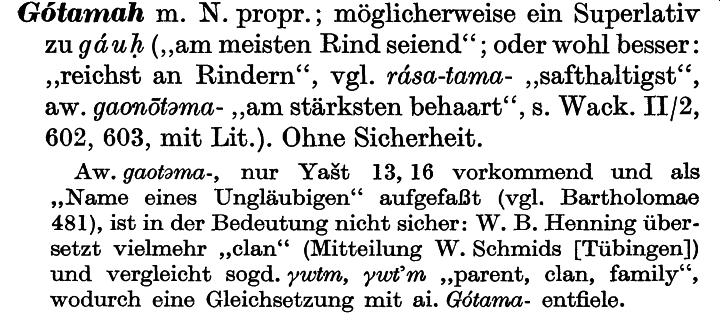 Gótamaḥ m. N. propr.; möglicherweise ein Superlativ
zu gáuḥ (,,am meisten Rind seiend“; oder wohl besser:
,,reichst an Rindern“, vgl. rása-tama- ,,safthaltigst“,
aw. gaonōtəma- ,,am stärksten behaart“, s. Wack. II/2,
602, 603, mit Lit.). Ohne Sicherheit.
Aw. gaotəma-, nur Yašt 13, 16 vorkommend und als
,,Name eines Ungläubigen“ aufgefaßt (vgl. Bartholomae
481), ist in der Bedeutung nicht sicher: W. B. Henning über-
setzt vielmehr ,,clan“ (Mitteilung W. Schmids [Tübingen])
und vergleicht sogd. γwtm, γwt’m ,,parent, clan, family“,
wodurch eine Gleichsetzung mit ai. Gótama- entfiele.